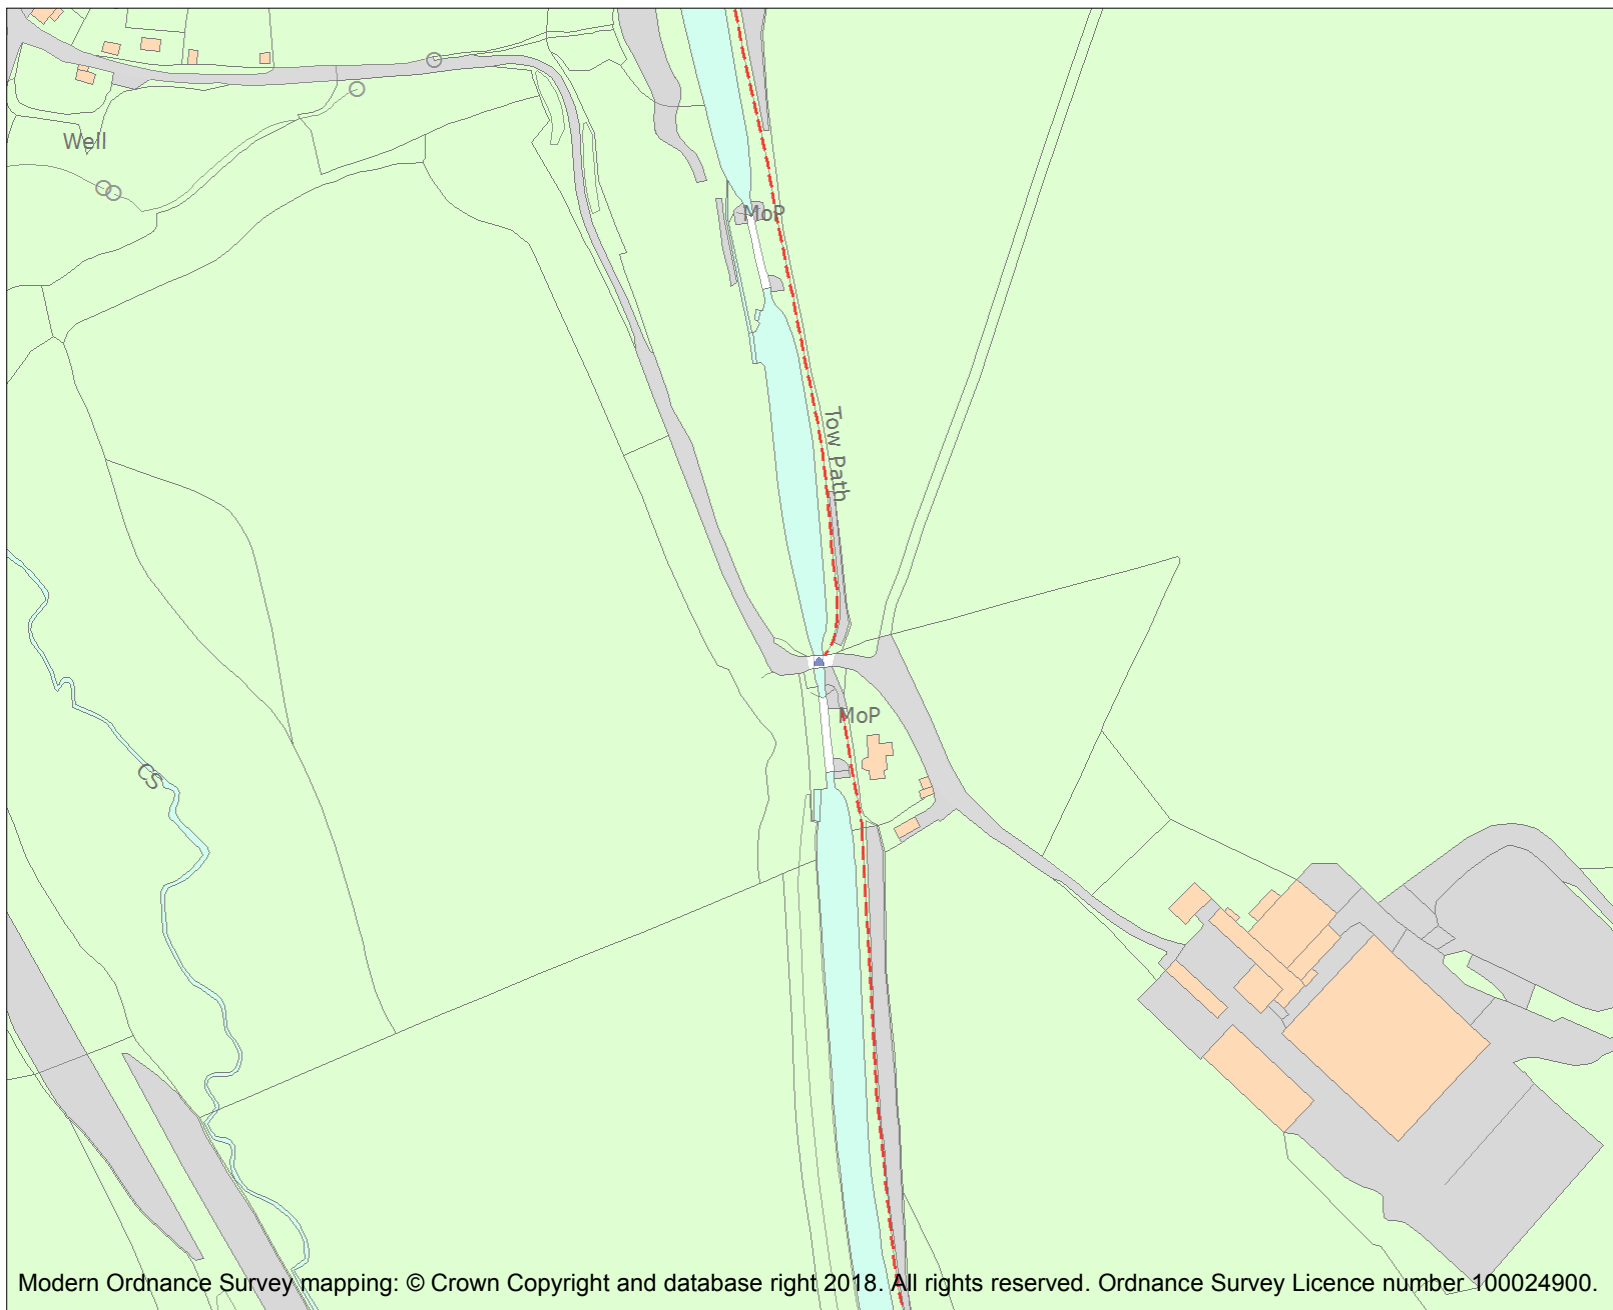 Well
MoP
Tow Path
MoP
CS
Modern Ordnance Survey mapping: © Crown Copyright and database right 2018. All rights reserved. Ordnance Survey Licence number 100024900.